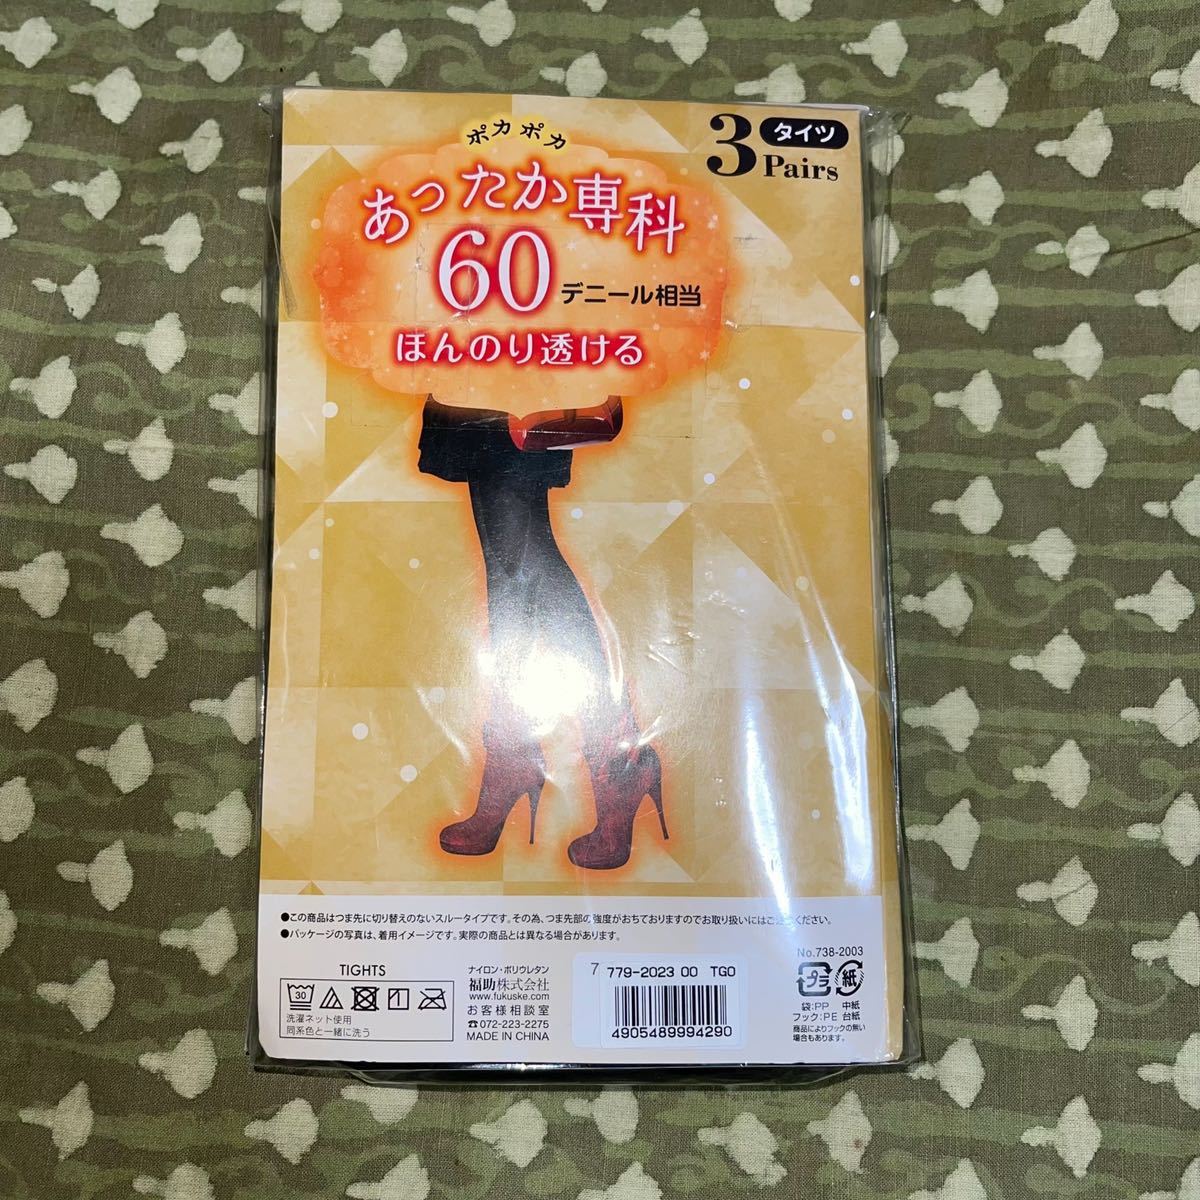 ポカポカ
あったか専科
60デニール相当
ほんのり透ける
3 タイツ
Pairs
●この商品はつま先に切り替えのないスルータイプです。その為、つま先部の強度がおちておりますのでお取り扱いにはご注意ください。
●パッケージの写真は、着用イメージです。実際の商品とは異なる場合があります。
TIGHTS
30
洗濯ネット使用
同系色と一緒に洗う
ナイロン・ポリウレタン
福助株式会社
www.fukuske.com
お客様相談室
☎072-223-2275
MADE IN CHINA
7 779-2023 00 TGO
4905489994290
No.738-2003
プラ 紙
袋:PP 中紙
フック:PE 台紙
商品によりフックの無い
場合もあります。